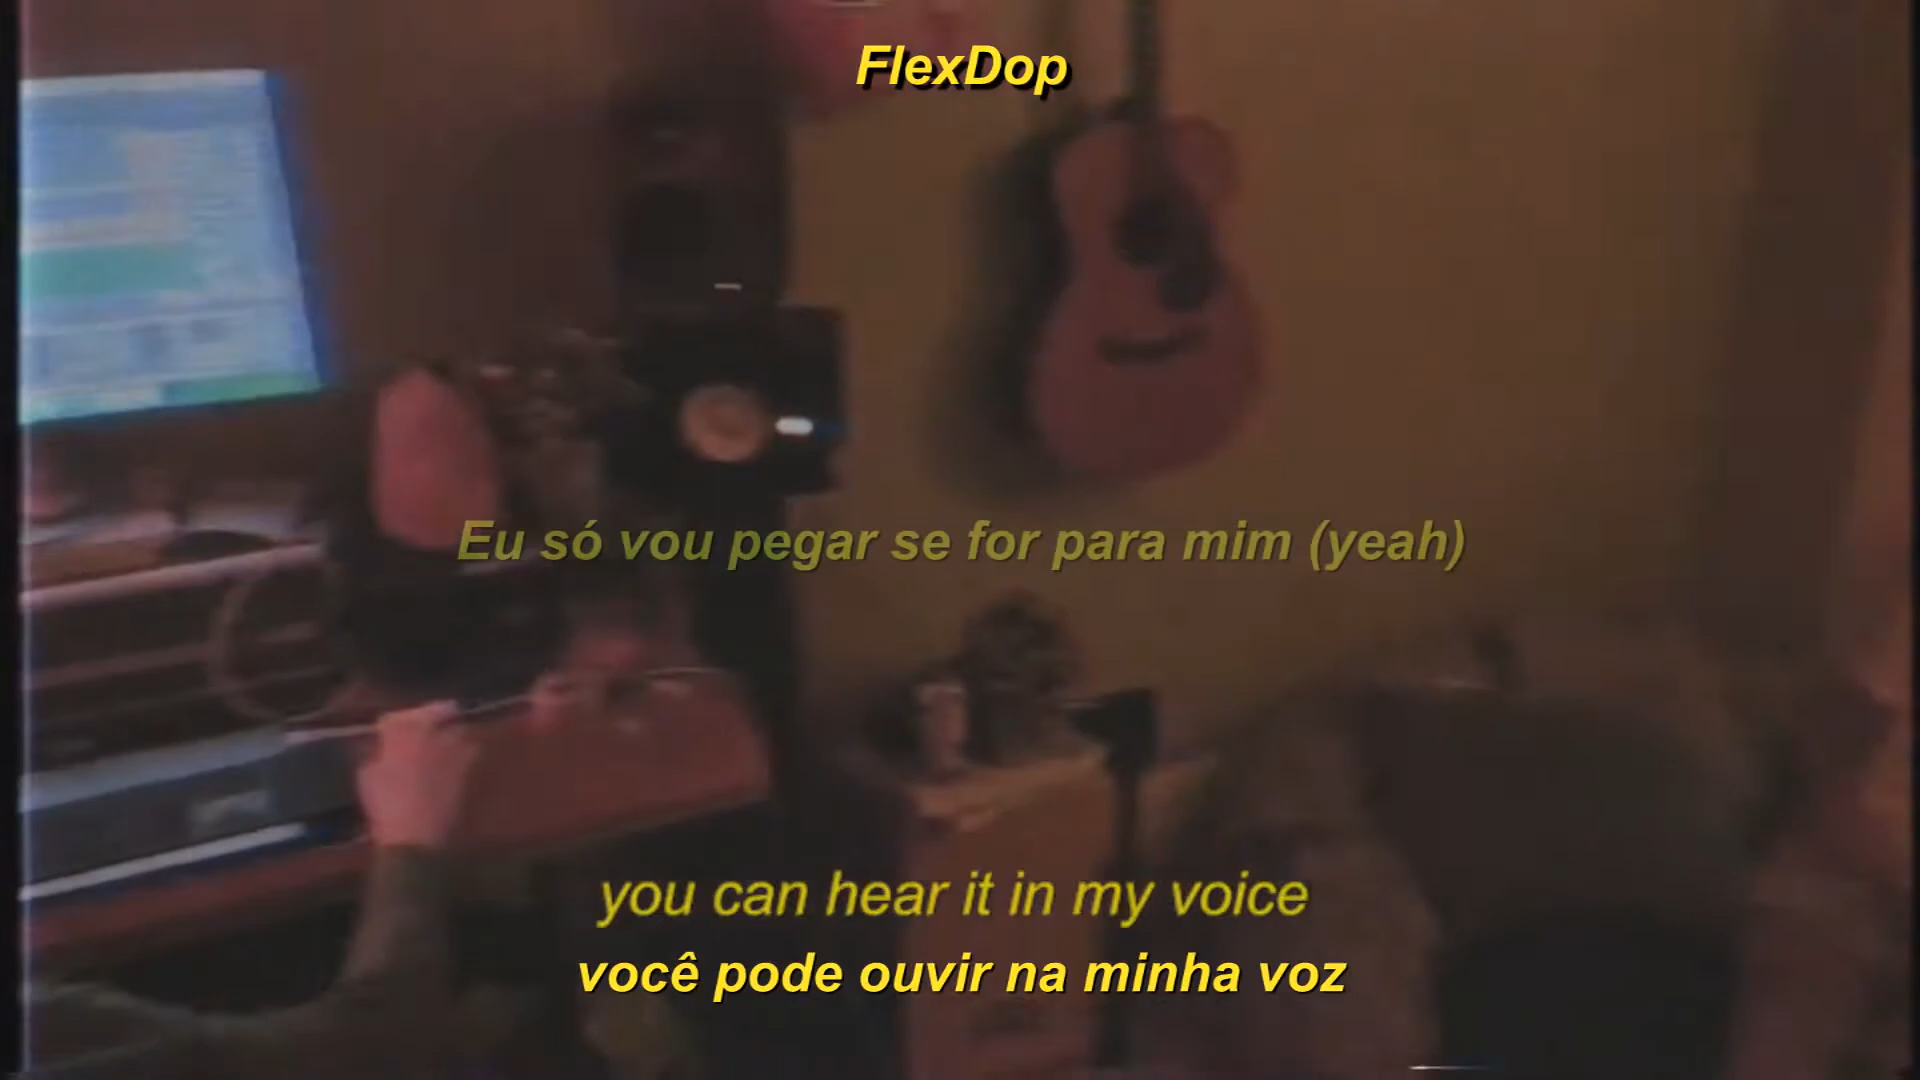 FlexDop
Eu só vou pegar se for para mim (yeah)
you can hear it in my voice
você pode ouvir na minha voz